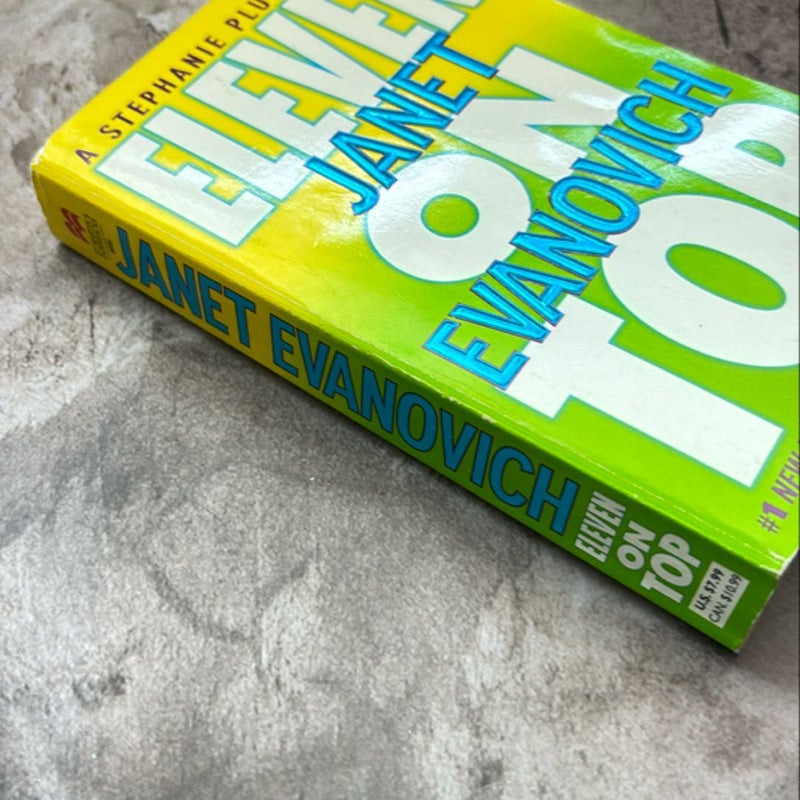 A STEPHANIE PLU
ELEVEN
JANET
ON
EVANOVICH
TOP
#1 NEW
JANET EVANOVICH
ELEVEN
ON
TOP
U.S. $7.99
CAN. $10.99